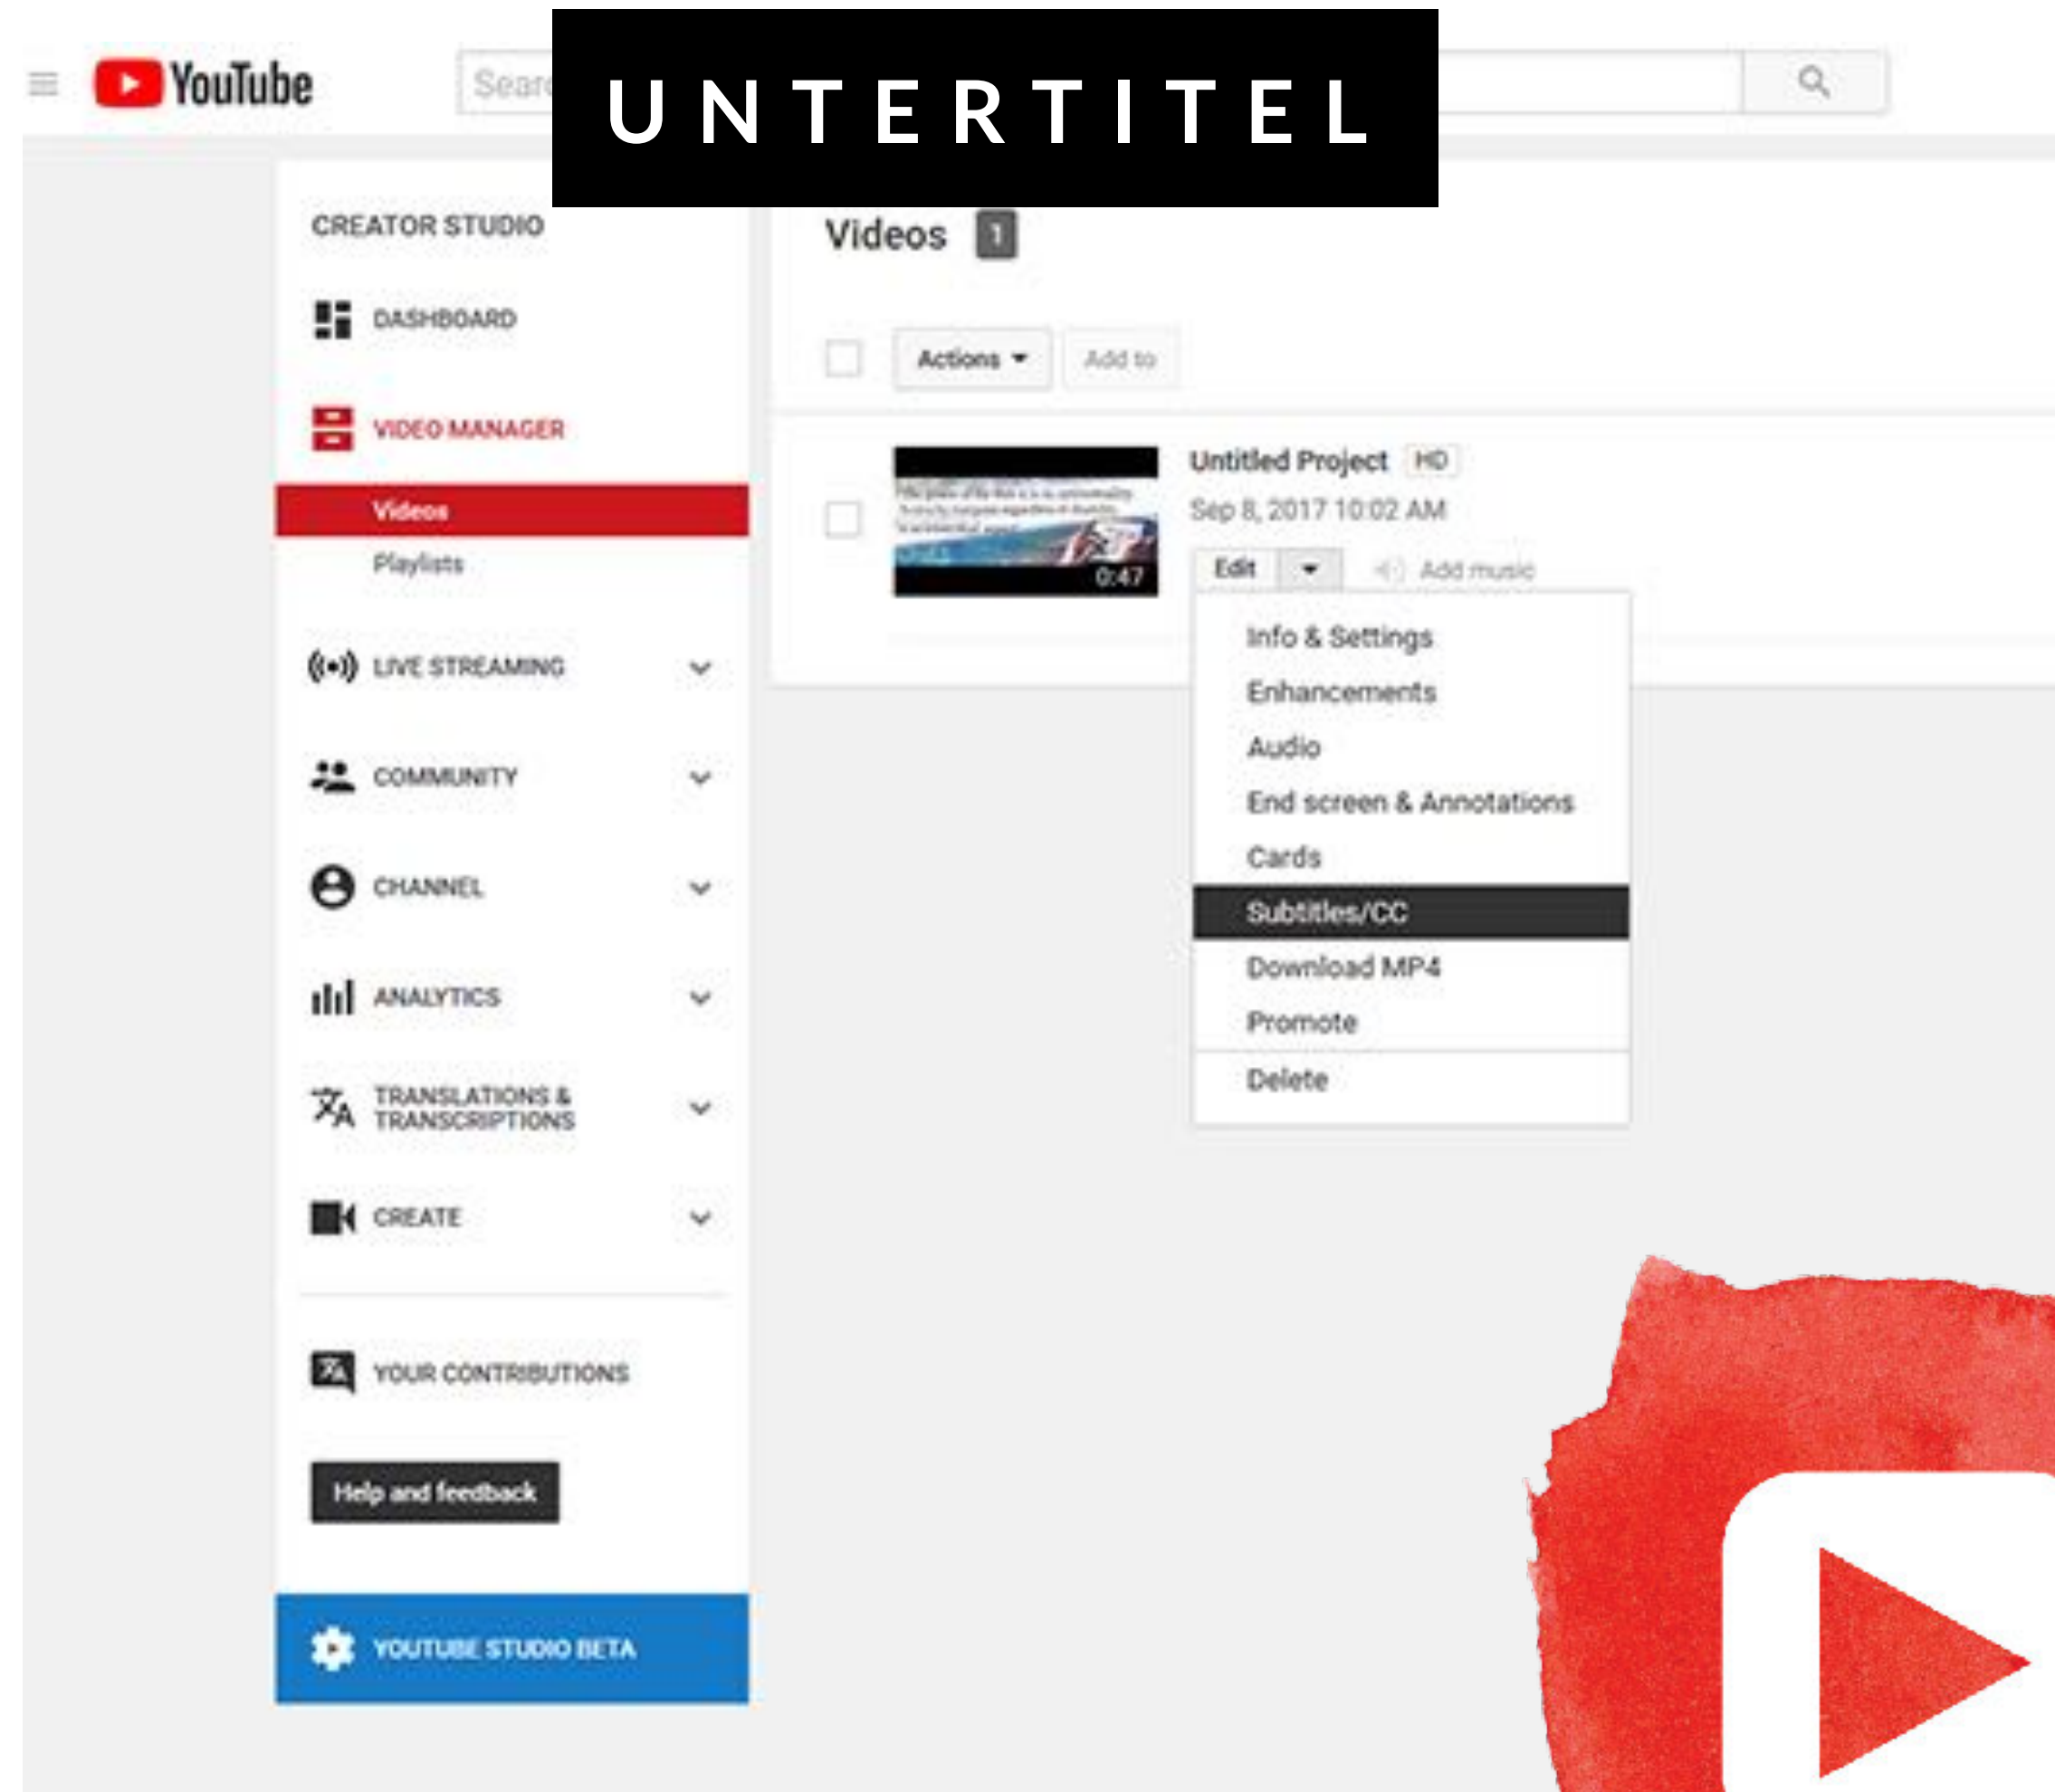 UNTERTITEL
YouTube
CREATOR STUDIO
DASHBOARD
VIDEO MANAGER
Videos
Playlists
LIVE STREAMING
COMMUNITY
CHANNEL
ANALYTICS
TRANSLATIONS &
TRANSCRIPTIONS
CREATE
YOUR CONTRIBUTIONS
Help and feedback
YOUTUBE STUDIO BETA
Videos 1
Actions Add to
Untitled Project HD
Sep 8, 2017 10:02 AM
0:47
Edit Add music
Info & Settings
Enhancements
Audio
End screen & Annotations
Cards
Subtitles/CC
Download MP4
Promote
Delete